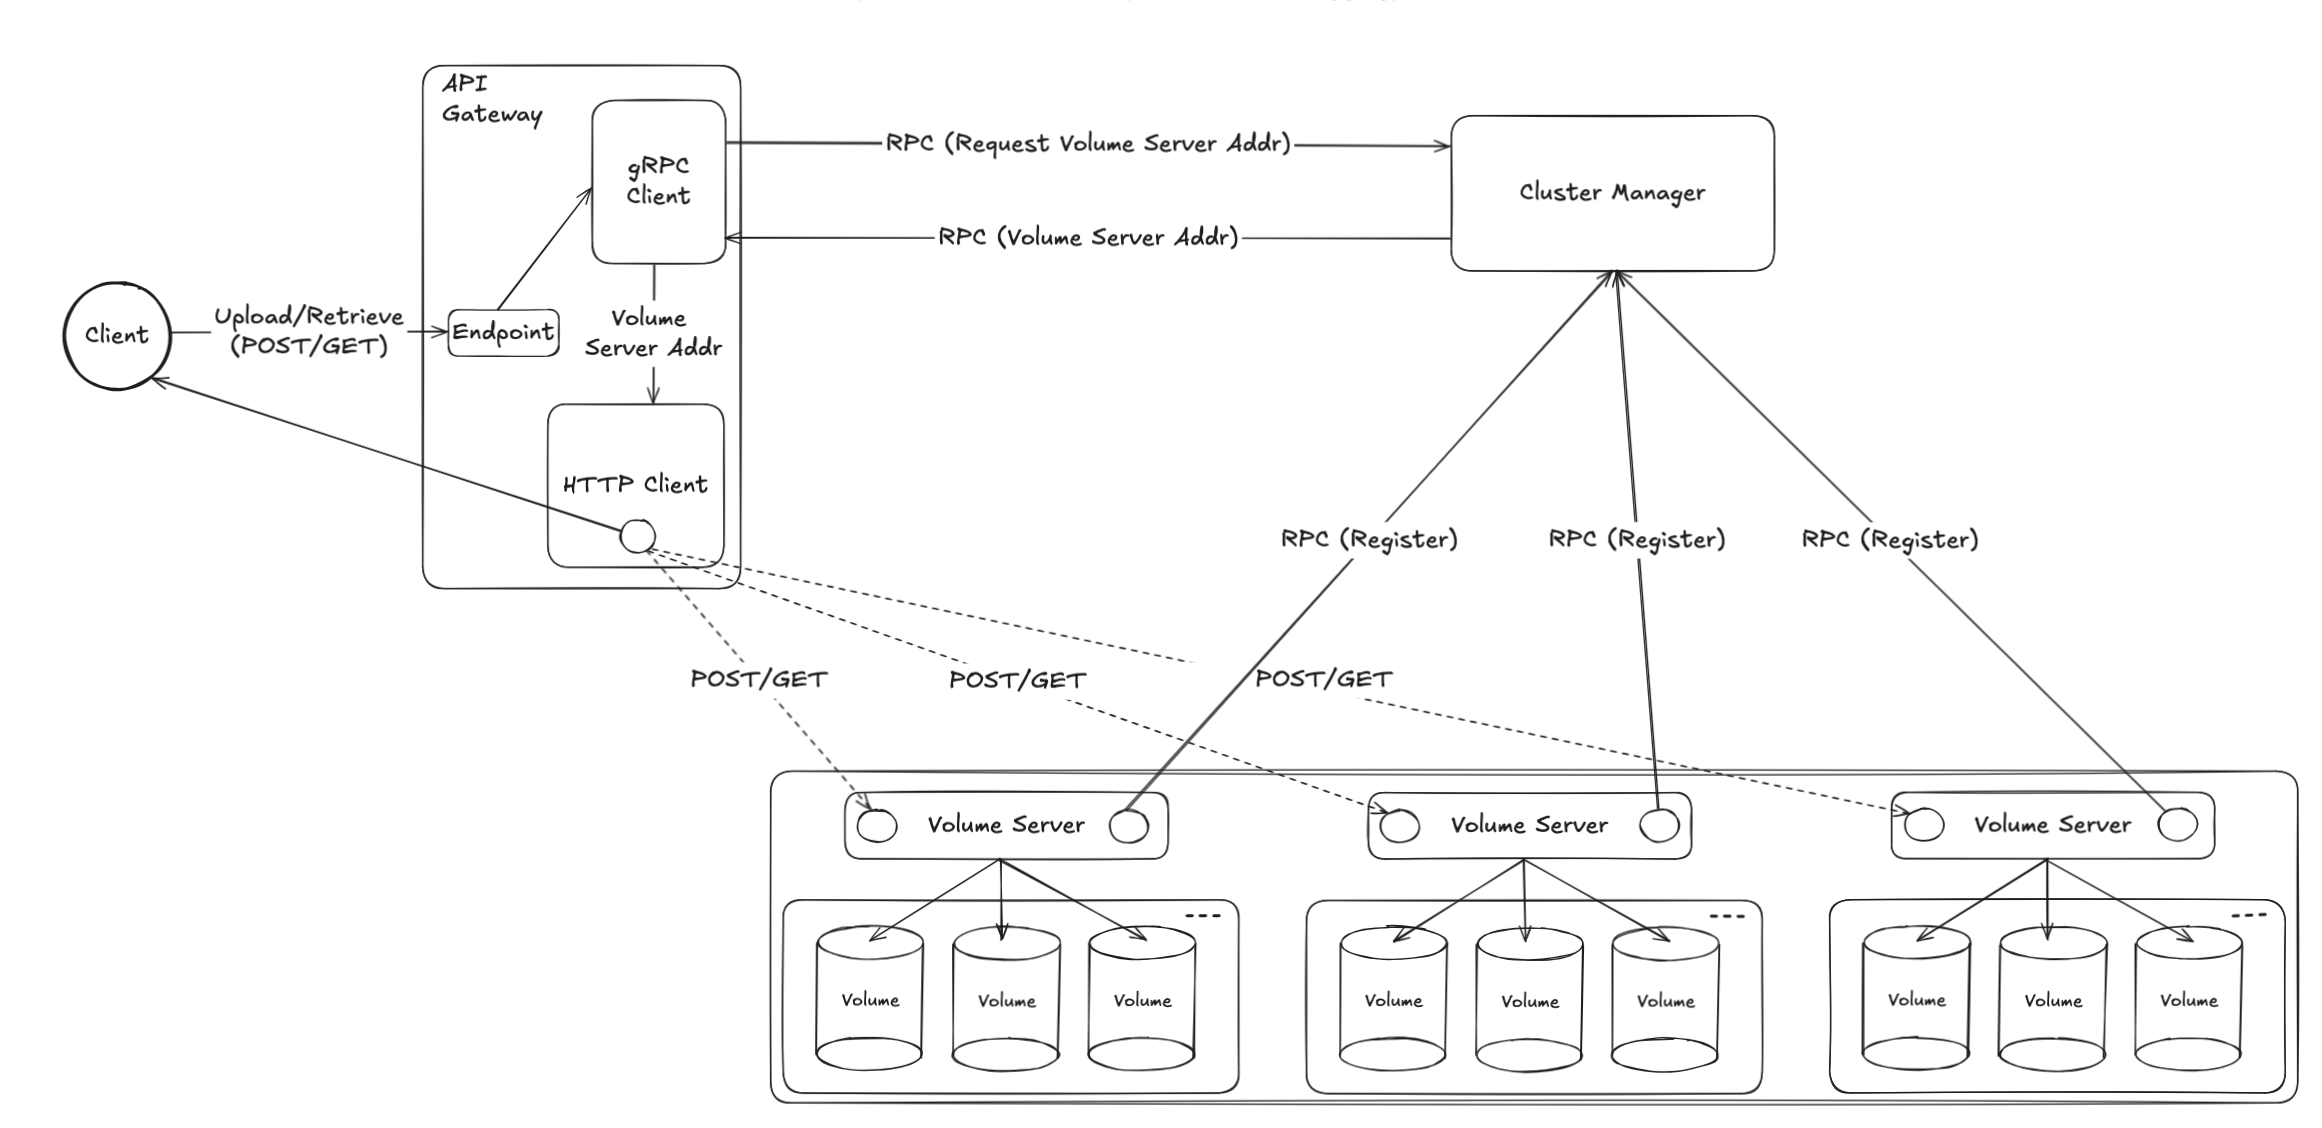 API
Gateway
gRPC
Client
RPC (Request Volume Server Addr)
Cluster Manager
RPC (Volume Server Addr)
Client
Upload/Retrieve
(POST/GET)
Endpoint
Volume
Server Addr
HTTP Client
RPC (Register)
RPC (Register)
RPC (Register)
POST/GET
POST/GET
POST/GET
Volume Server
Volume Server
Volume Server
Volume
Volume
Volume
Volume
Volume
Volume
Volume
Volume
Volume